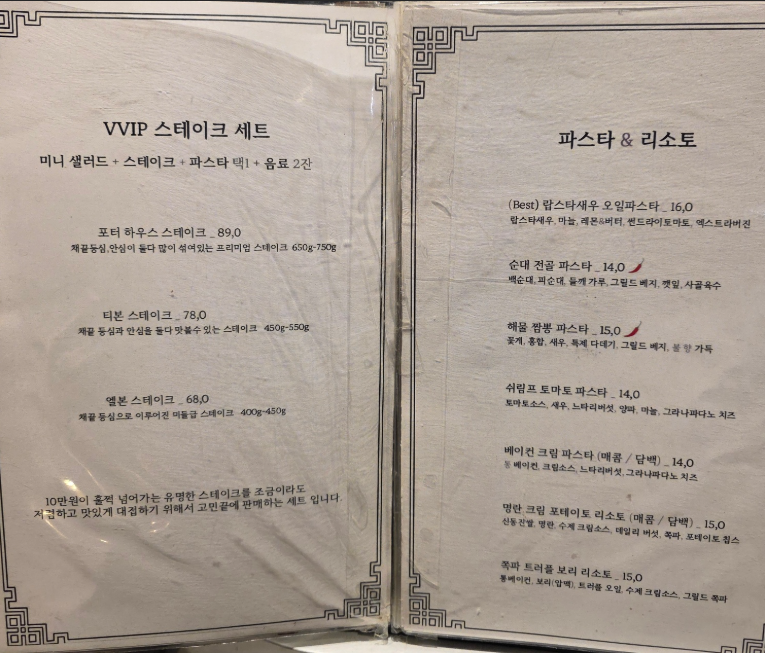 VVIP 스테이크 세트
미니 샐러드 + 스테이크 + 파스타 택1 + 음료 2잔
포터 하우스 스테이크 _ 89,0
채끝등심,안심이 둘다 많이 섞여있는 프리미엄 스테이크 650g-750g
티본 스테이크 _ 78,0
채끝 등심과 안심을 둘다 맛볼수 있는 스테이크 450g-550g
엘본 스테이크 _ 68,0
채끝 등심으로 이루어진 미들급 스테이크 400g-450g
10만원이 훌쩍 넘어가는 유명한 스테이크를 조금이라도
저렴하고 맛있게 대접하기 위해서 고민끝에 판매하는 세트 입니다.
파스타 & 리소토
(Best) 랍스타새우 오일파스타 _ 16,0
랍스타새우, 마늘, 레몬&버터, 썬드라이토마토, 엑스트라버진
순대 전골 파스타 _ 14,0
백순대, 피순대, 들깨 가루, 그릴드 베지, 깻잎, 사골육수
해물 짬뽕 파스타 _ 15,0
꽃게, 홍합, 새우, 특제 다데기, 그릴드 베지, 불 향 가득
쉬림프 토마토 파스타 _ 14,0
토마토소스, 새우, 느타리버섯, 양파, 마늘, 그라나파다노 치즈
베이컨 크림 파스타 (매콤 / 담백) _ 14,0
통 베이컨, 크림소스, 느타리버섯, 그라나파다노 치즈
명란 크림 포테이토 리소토 (매콤 / 담백) _ 15,0
신동진쌀, 명란, 수제 크림소스, 데일리 버섯, 쪽파, 포테이토 칩스
쪽파 트러플 보리 리소토 _ 15,0
통베이컨, 보리(압맥), 트러플 오일, 수제 크림소스, 그릴드 쪽파